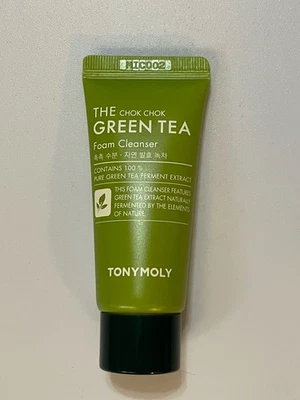 MIC002
THE CHOK CHOK
GREEN TEA
Foam Cleanser
촉촉 수분 · 자연 발효 녹차
CONTAINS 100 %
PURE GREEN TEA FERMENT EXTRACT
THIS FOAM CLEANSER FEATURES
GREEN TEA EXTRACT NATURALLY
FERMENTED BY THE ELEMENTS
OF NATURE.
TONYMOLY